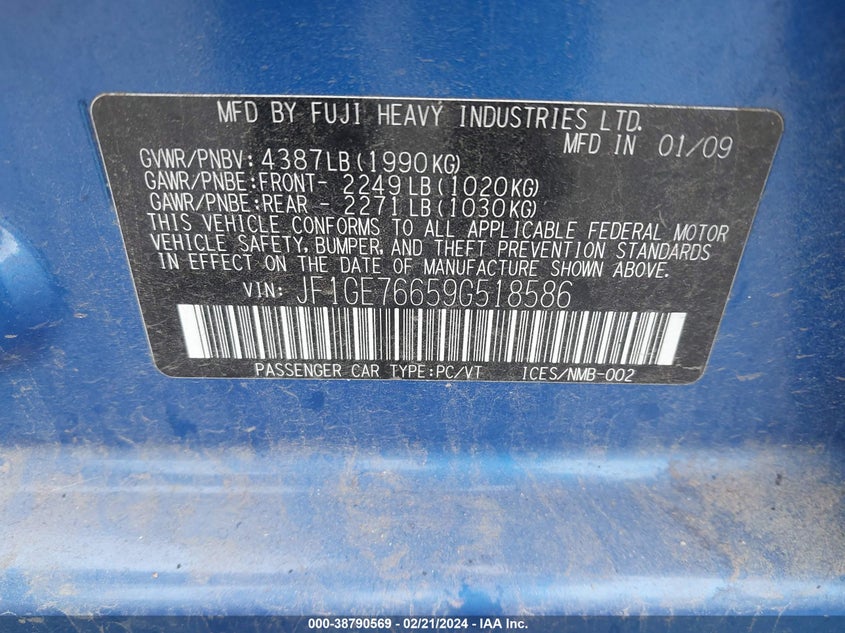 MFD BY FUJI HEAVY INDUSTRIES LTD.
MFD IN 01/09
GVWR/PNBV: 4387LB(1990KG)
GAWR/PNBE:FRONT- 2249LB(1020KG)
GAWR/PNBE:REAR - 2271LB(1030KG)
THIS VEHICLE CONFORMS TO ALL APPLICABLE FEDERAL MOTOR
VEHICLE SAFETY, BUMPER, AND THEFT PREVENTION STANDARDS
IN EFFECT ON THE DATE OF MANUFACTURE SHOWN ABOVE.
VIN: JF1GE76659G518586
PASSENGER CAR TYPE:PC/VT ICES/NMB-002
000-38790569 - 02/21/2024 - IAA Inc.